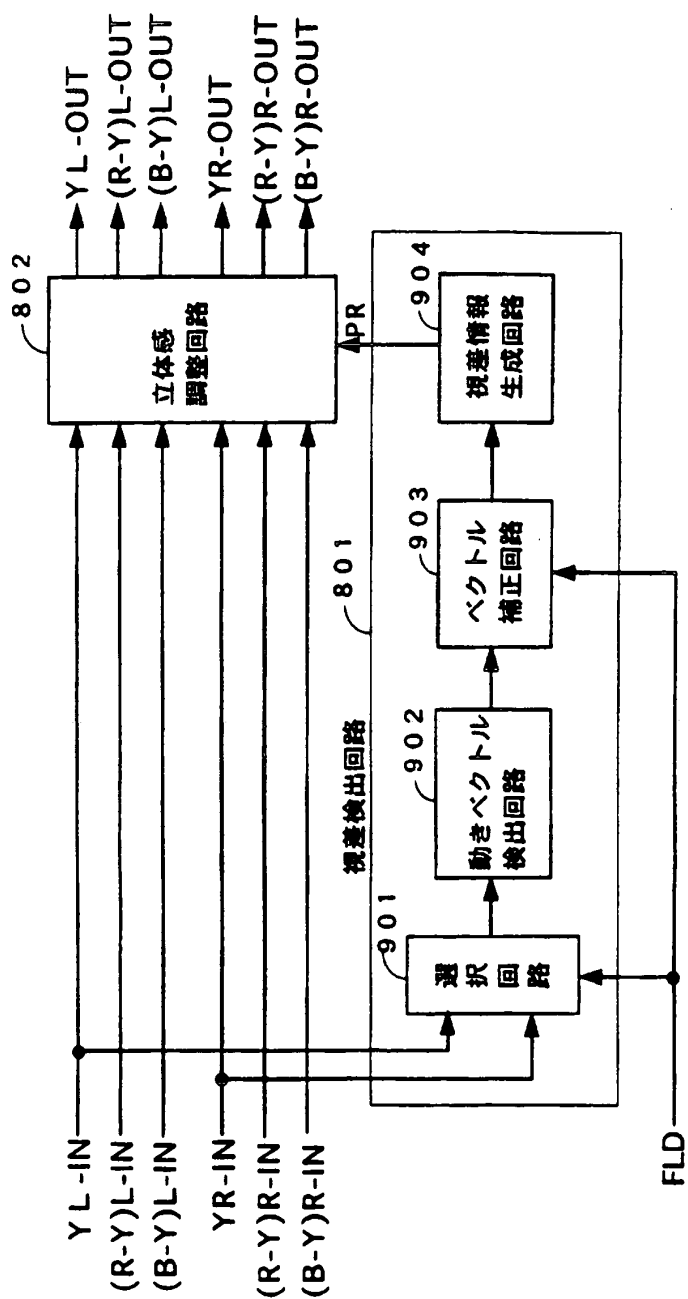 YL-IN
(R-Y)L-IN
(B-Y)L-IN
YR-IN
(R-Y)R-IN
(B-Y)R-IN
802
立体感
調整回路
YL-OUT
(R-Y)L-OUT
(B-Y)L-OUT
YR-OUT
(R-Y)R-OUT
(B-Y)R-OUT
PR
視差検出回路
801
901
選択
回路
902
動きベクトル
検出回路
903
ベクトル
補正回路
904
視差情報
生成回路
FLD